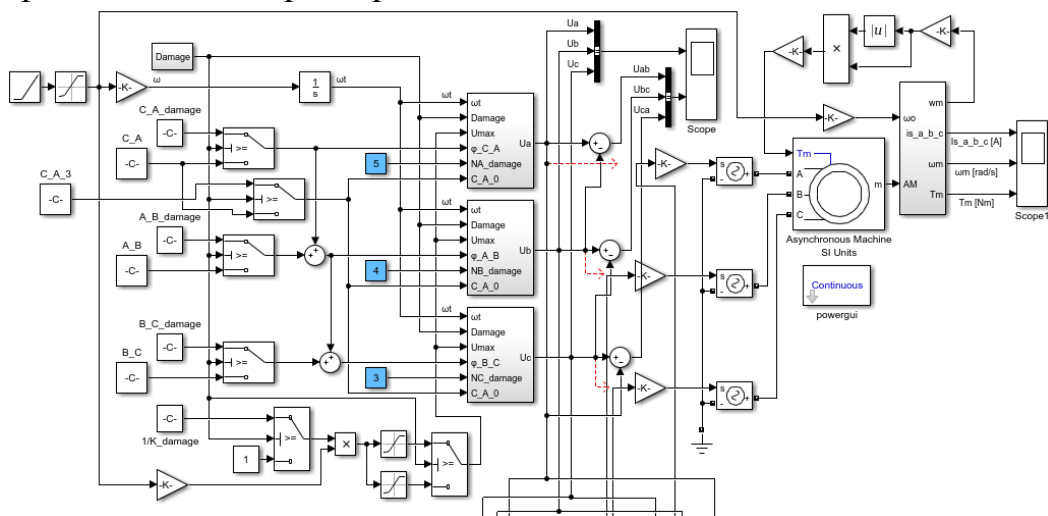 Damage
-K-
ω
1
s
ωt
C_A_damage
-C-
>=
C_A
-C-
C_A_3
-C-
>=
A_B_damage
-C-
>=
A_B
-C-
B_C_damage
-C-
>=
B_C
-C-
1/K_damage
-C-
>=
1
×
>=
-K-
ωt
ωt
Damage
Umax
φ_C_A
NA_damage
C_A_0
Ua
5
ωt
ωt
Damage
Umax
φ_A_B
NB_damage
C_A_0
Ub
4
ωt
ωt
Damage
Umax
φ_B_C
NC_damage
C_A_0
Uc
3
Ua
Ub
Uc
Uab
Ubc
Uca
Scope
-K-
-K-
-K-
s
s
s
-K-
×
|u|
-K-
-K-
Tm
A
B
C
m
Asynchronous Machine
SI Units
wm
ωo
is_a_b_c
ωm
AM
Tm
Is_a_b_c [A]
ωm [rad/s]
Tm [Nm]
Scope1
Continuous
powergui